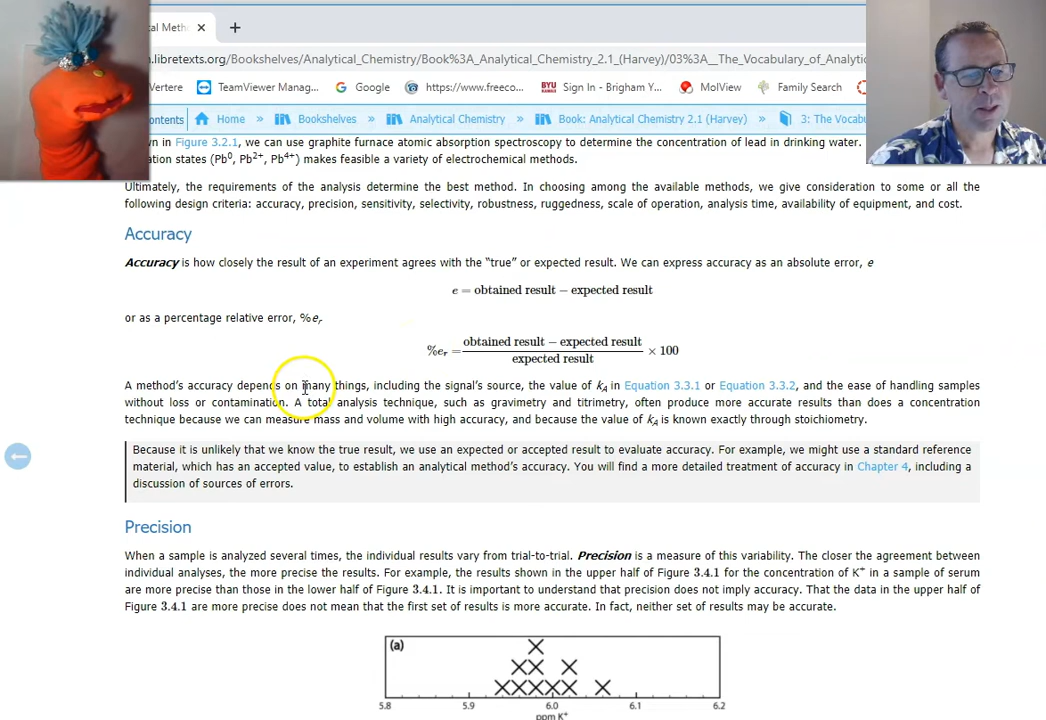 al Meth
.libretexts.org/Bookshelves/Analytical_Chemistry/Book%3A_Analytical_Chemistry_2.1_(Harvey)/03%3A__The_Vocabulary_of_Analytic
Vertere TeamViewer Manag... Google https://www.freeco... BYU Sign In - Brigham Y... MolView Family Search
ontents Home » Bookshelves » Analytical Chemistry » Book: Analytical Chemistry 2.1 (Harvey) » 3: The Vocabu
wn in Figure 3.2.1, we can use graphite furnace atomic absorption spectroscopy to determine the concentration of lead in drinking water.
ation states (Pb⁰, Pb²⁺, Pb⁴⁺) makes feasible a variety of electrochemical methods.
Ultimately, the requirements of the analysis determine the best method. In choosing among the available methods, we give consideration to some or all the
following design criteria: accuracy, precision, sensitivity, selectivity, robustness, ruggedness, scale of operation, analysis time, availability of equipment, and cost.
Accuracy
Accuracy is how closely the result of an experiment agrees with the “true” or expected result. We can express accuracy as an absolute error, e
e = obtained result − expected result
or as a percentage relative error, %eᵣ
obtained result − expected result
%eᵣ = × 100
expected result
A method's accuracy depends on many things, including the signal's source, the value of kA in Equation 3.3.1 or Equation 3.3.2, and the ease of handling samples
without loss or contamination. A total analysis technique, such as gravimetry and titrimetry, often produce more accurate results than does a concentration
technique because we can measure mass and volume with high accuracy, and because the value of kA is known exactly through stoichiometry.
Because it is unlikely that we know the true result, we use an expected or accepted result to evaluate accuracy. For example, we might use a standard reference
material, which has an accepted value, to establish an analytical method's accuracy. You will find a more detailed treatment of accuracy in Chapter 4, including a
discussion of sources of errors.
Precision
When a sample is analyzed several times, the individual results vary from trial-to-trial. Precision is a measure of this variability. The closer the agreement between
individual analyses, the more precise the results. For example, the results shown in the upper half of Figure 3.4.1 for the concentration of K⁺ in a sample of serum
are more precise than those in the lower half of Figure 3.4.1. It is important to understand that precision does not imply accuracy. That the data in the upper half of
Figure 3.4.1 are more precise does not mean that the first set of results is more accurate. In fact, neither set of results may be accurate.
(a)
5.8 5.9 6.0 6.1 6.2
ppm K⁺